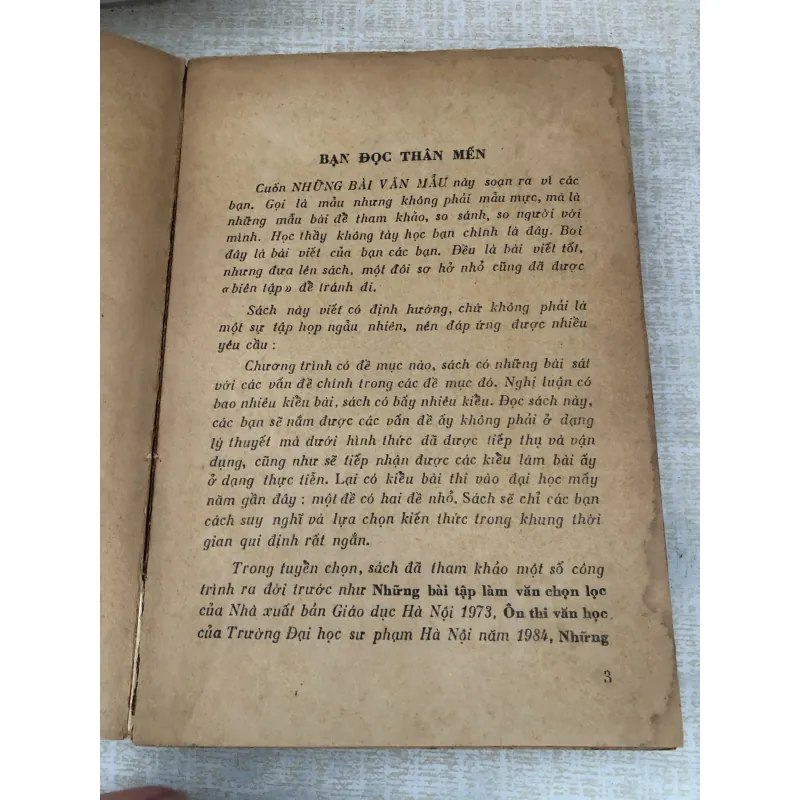 BẠN ĐỌC THÂN MẾN
Cuốn NHỮNG BÀI VĂN MẪU này soạn ra vì các
bạn. Gọi là mẫu nhưng không phải mẫu mực, mà là
những mẫu bài để tham khảo, so sánh, so người với
mình. Học thầy không tày học bạn chính là đây. Bởi
đây là bài viết của bạn các bạn. Đều là bài viết tốt,
nhưng đưa lên sách, một đôi sơ hở nhỏ cũng đã được
«biên tập» để tránh đi.
Sách này viết có định hướng, chứ không phải là
một sự tập họp ngẫu nhiên, nên đáp ứng được nhiều
yêu cầu :
Chương trình có đề mục nào, sách có những bài sát
với các vấn đề chính trong các đề mục đó. Nghị luận có
bao nhiêu kiểu bài, sách có bấy nhiêu kiểu. Đọc sách này,
các bạn sẽ nắm được các vấn đề ấy không phải ở dạng
lý thuyết mà dưới hình thức đã được tiếp thụ và vận
dụng, cũng như sẽ tiếp nhận được các kiểu làm bài ấy
ở dạng thực tiễn. Lại có kiểu bài thi vào đại học mấy
năm gần đây : một đề có hai đề nhỏ. Sách sẽ chỉ các bạn
cách suy nghĩ và lựa chọn kiến thức trong khung thời
gian qui định rất ngắn.
Trong tuyển chọn, sách đã tham khảo một số công
trình ra đời trước như Những bài tập làm văn chọn lọc
của Nhà xuất bản Giáo dục Hà Nội 1973, Ôn thi văn học
của Trường Đại học sư phạm Hà Nội năm 1984, Những
3